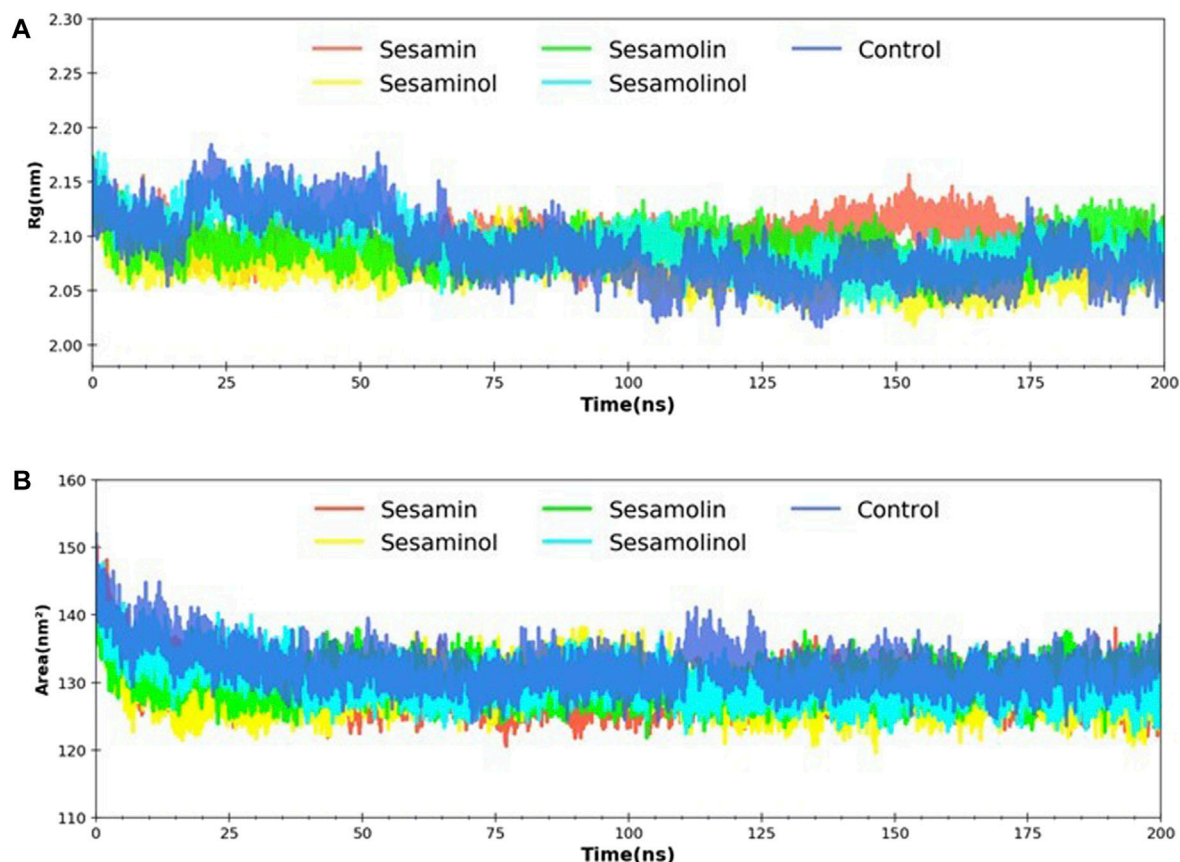 A
2.30
Sesamin Sesamolin Control
Sesaminol Sesamolinol
2.25
2.20
2.15
2.10
2.05
2.00
Rg(nm)
0 25 50 75 100 125 150 175 200
Time(ns)
B
160
Sesamin Sesamolin Control
Sesaminol Sesamolinol
150
140
130
120
110
Area(nm²)
0 25 50 75 100 125 150 175 200
Time(ns)